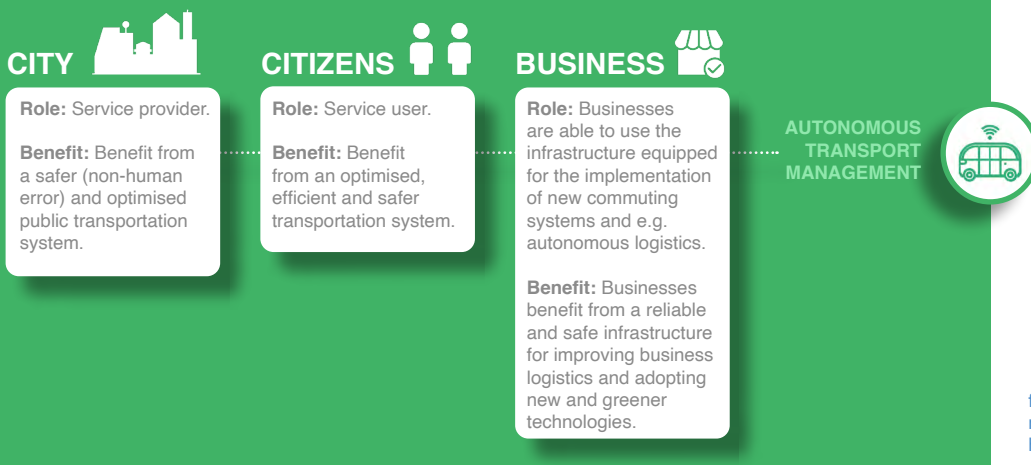 CITY
Role: Service provider.
Benefit: Benefit from
a safer (non-human
error) and optimised
public transportation
system.
CITIZENS
Role: Service user.
Benefit: Benefit
from an optimised,
efficient and safer
transportation system.
BUSINESS
Role: Businesses
are able to use the
infrastructure equipped
for the implementation
of new commuting
systems and e.g.
autonomous logistics.
Benefit: Businesses
benefit from a reliable
and safe infrastructure
for improving business
logistics and adopting
new and greener
technologies.
AUTONOMOUS
TRANSPORT
MANAGEMENT